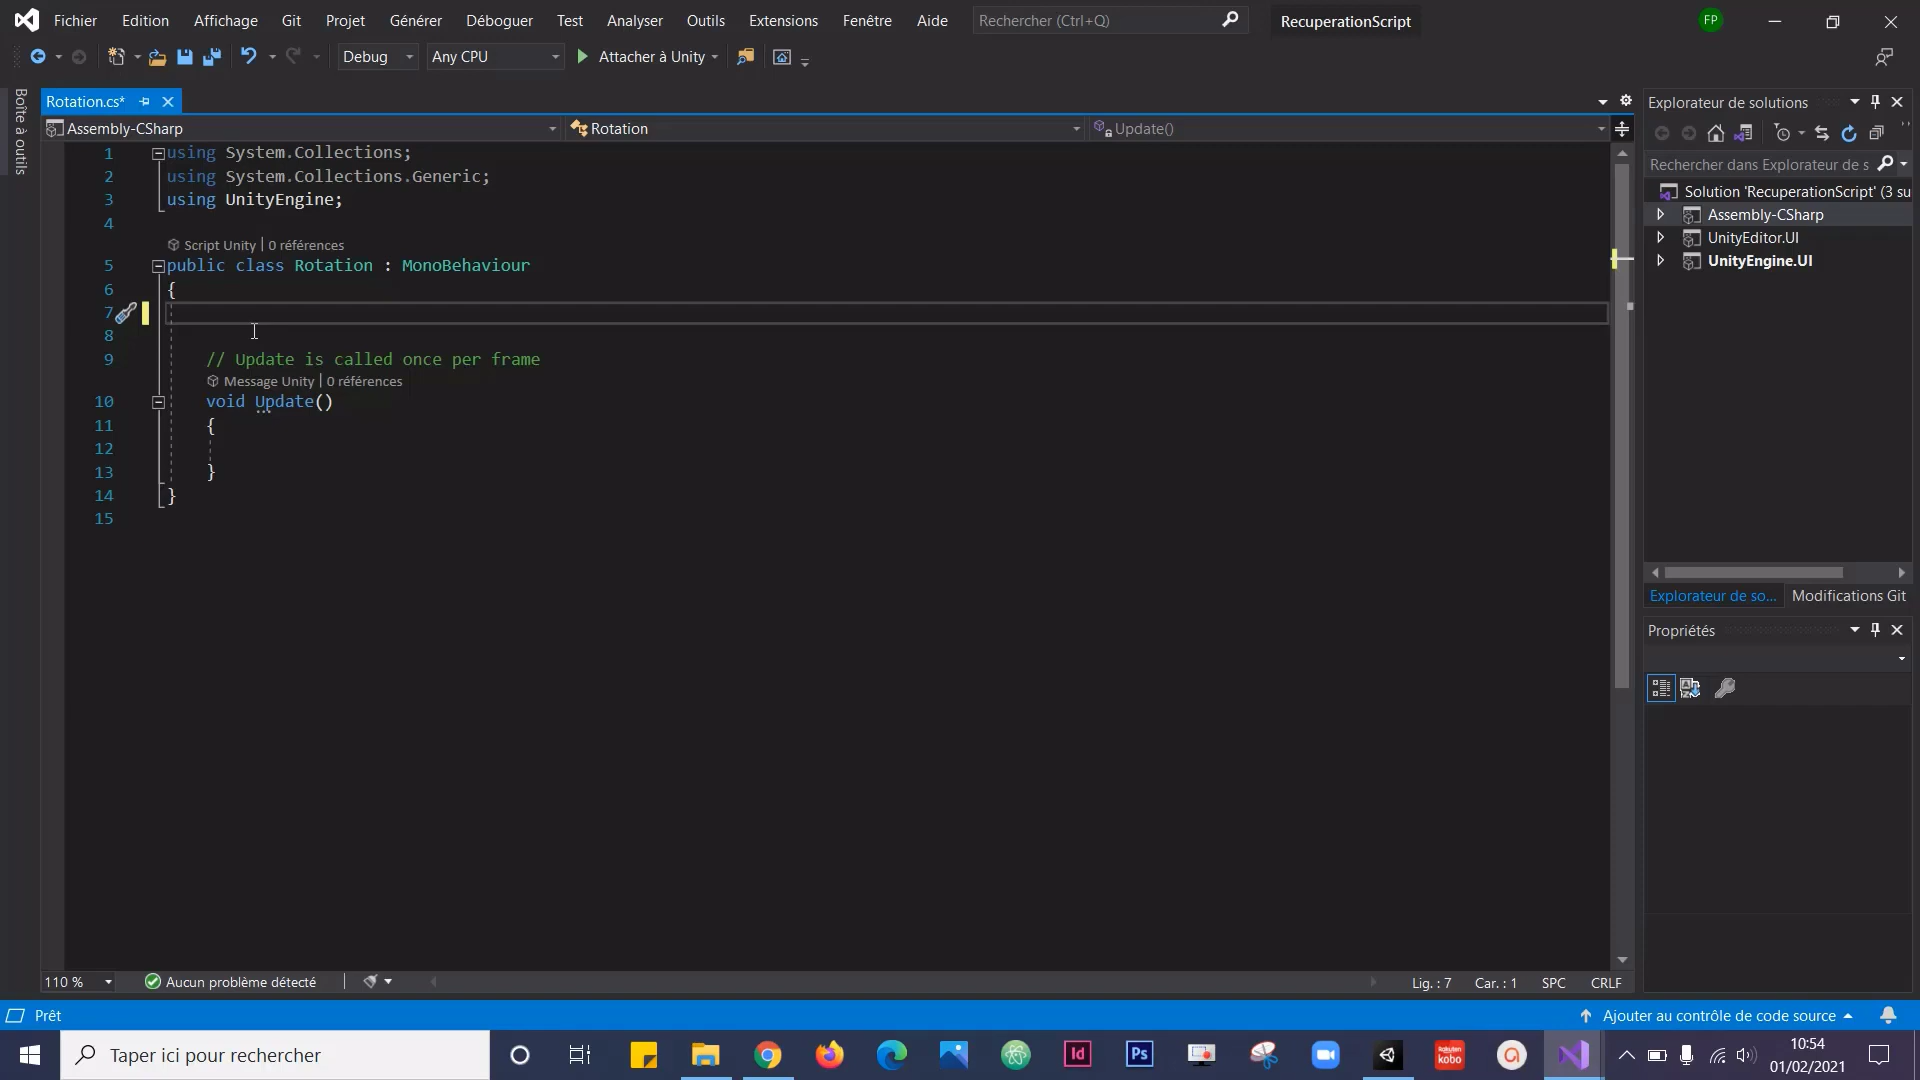 Fichier Edition Affichage Git Projet Générer Déboguer Test Analyser Outils Extensions Fenêtre Aide Rechercher (Ctrl+Q) RecuperationScript FP
Debug Any CPU Attacher à Unity
Boîte à outils
Rotation.cs*
Assembly-CSharp Rotation Update()
1 using System.Collections;
2 using System.Collections.Generic;
3 using UnityEngine;
4
Script Unity | 0 références
5 public class Rotation : MonoBehaviour
6 {
7
8
9 // Update is called once per frame
Message Unity | 0 références
10 void Update()
11 {
12
13 }
14 }
15
110 % Aucun problème détecté Lig. : 7 Car. : 1 SPC CRLF
Explorateur de solutions
Rechercher dans Explorateur de s
Solution 'RecuperationScript' (3 su
Assembly-CSharp
UnityEditor.UI
UnityEngine.UI
Explorateur de so... Modifications Git
Propriétés
Prêt Ajouter au contrôle de code source
Taper ici pour rechercher
Id
Ps
Rakuten
kobo
10:54
01/02/2021